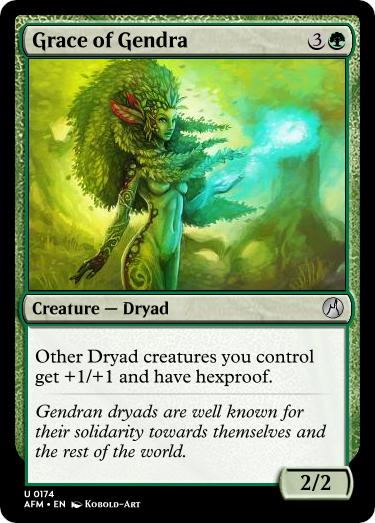 Grace of Gendra 3
Creature — Dryad
Other Dryad creatures you control
get +1/+1 and have hexproof.
Gendran dryads are well known for
their solidarity towards themselves and
the rest of the world.
2/2
U 0174
AFM • EN Kobold-Art